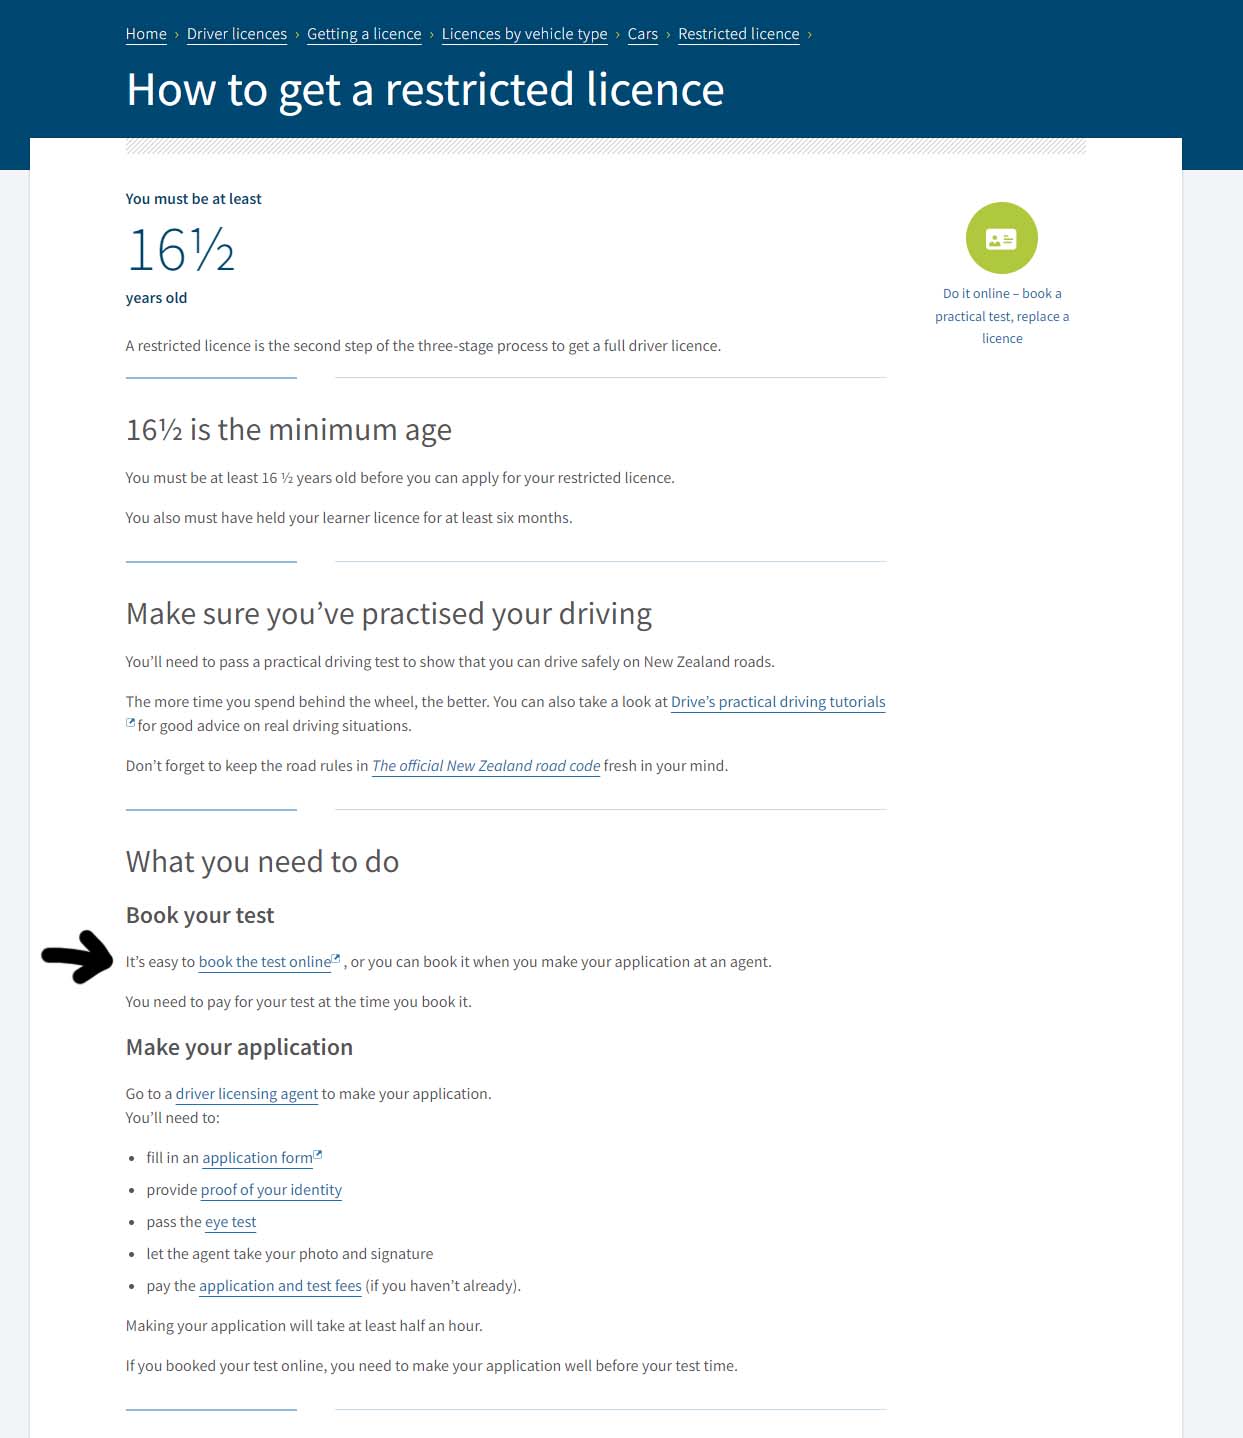 Home › Driver licences › Getting a licence › Licences by vehicle type › Cars › Restricted licence ›
How to get a restricted licence
You must be at least
16½
years old
Do it online – book a
practical test, replace a
licence
A restricted licence is the second step of the three-stage process to get a full driver licence.
16½ is the minimum age
You must be at least 16 ½ years old before you can apply for your restricted licence.
You also must have held your learner licence for at least six months.
Make sure you’ve practised your driving
You’ll need to pass a practical driving test to show that you can drive safely on New Zealand roads.
The more time you spend behind the wheel, the better. You can also take a look at Drive’s practical driving tutorials
for good advice on real driving situations.
Don’t forget to keep the road rules in The official New Zealand road code fresh in your mind.
What you need to do
Book your test
It’s easy to book the test online , or you can book it when you make your application at an agent.
You need to pay for your test at the time you book it.
Make your application
Go to a driver licensing agent to make your application.
You’ll need to:
• fill in an application form
• provide proof of your identity
• pass the eye test
• let the agent take your photo and signature
• pay the application and test fees (if you haven’t already).
Making your application will take at least half an hour.
If you booked your test online, you need to make your application well before your test time.